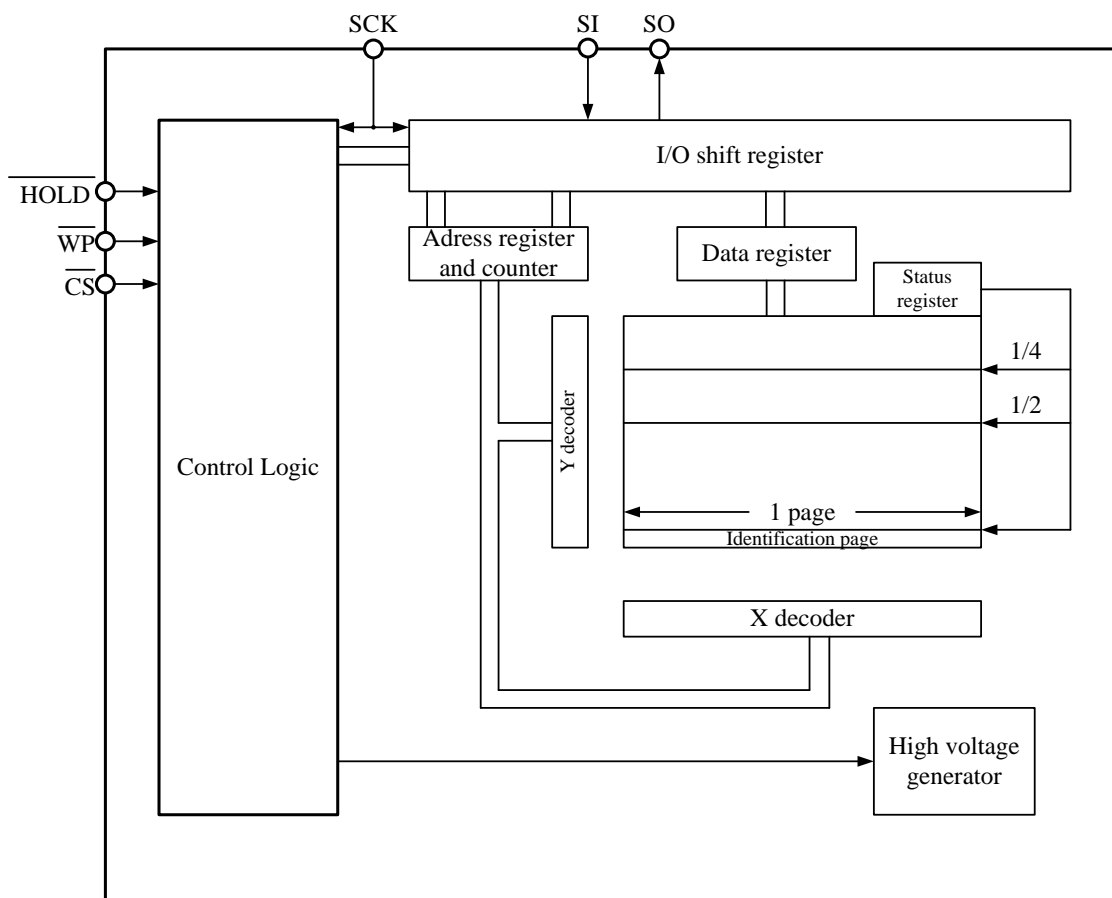 SCK
SI
SO
I/O shift register
HOLD
WP
CS
Adress register
and counter
Data register
Status
register
1/4
1/2
Y decoder
Control Logic
1 page
Identification page
X decoder
High voltage
generator